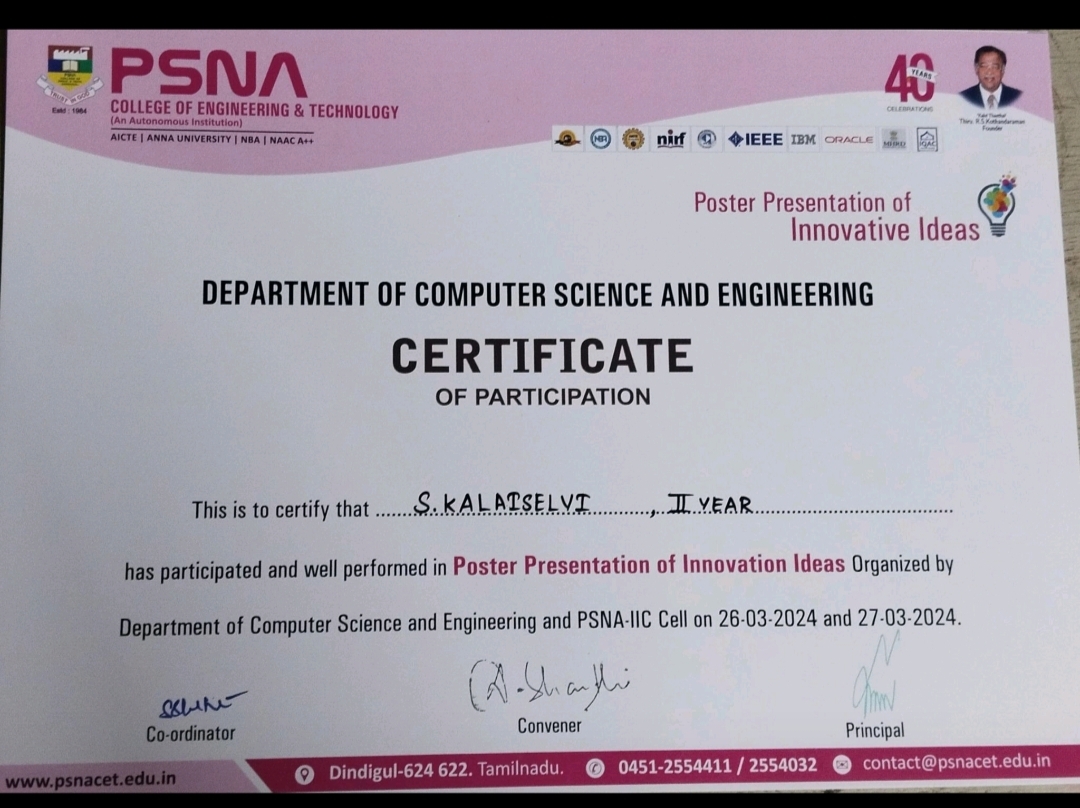 PSNA
COLLEGE OF ENGINEERING & TECHNOLOGY
(An Autonomous Institution)
AICTE | ANNA UNIVERSITY | NBA | NAAC A++
Estd : 1984
40
YEARS
CELEBRATIONS
Thiru. R.S.Kothandaraman
Founder
NBA
nirf
IEEE
IBM
ORACLE
MHRD
IQAC
Poster Presentation of
Innovative Ideas
DEPARTMENT OF COMPUTER SCIENCE AND ENGINEERING
CERTIFICATE
OF PARTICIPATION
This is to certify that ......S.KALAISELVI.........., II YEAR..............................
has participated and well performed in Poster Presentation of Innovation Ideas Organized by
Department of Computer Science and Engineering and PSNA-IIC Cell on 26-03-2024 and 27-03-2024.
Co-ordinator
Convener
Principal
www.psnacet.edu.in
Dindigul-624 622. Tamilnadu.
0451-2554411 / 2554032
contact@psnacet.edu.in